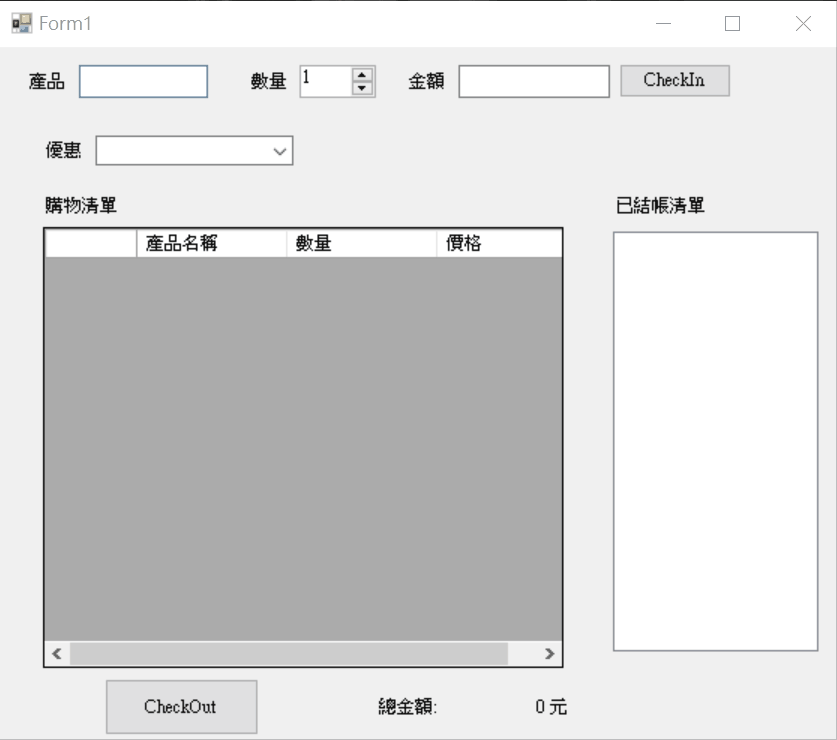 Form1
產品 數量 1 金額 CheckIn
優惠
購物清單 已結帳清單
產品名稱 數量 價格
CheckOut 總金額: 0 元